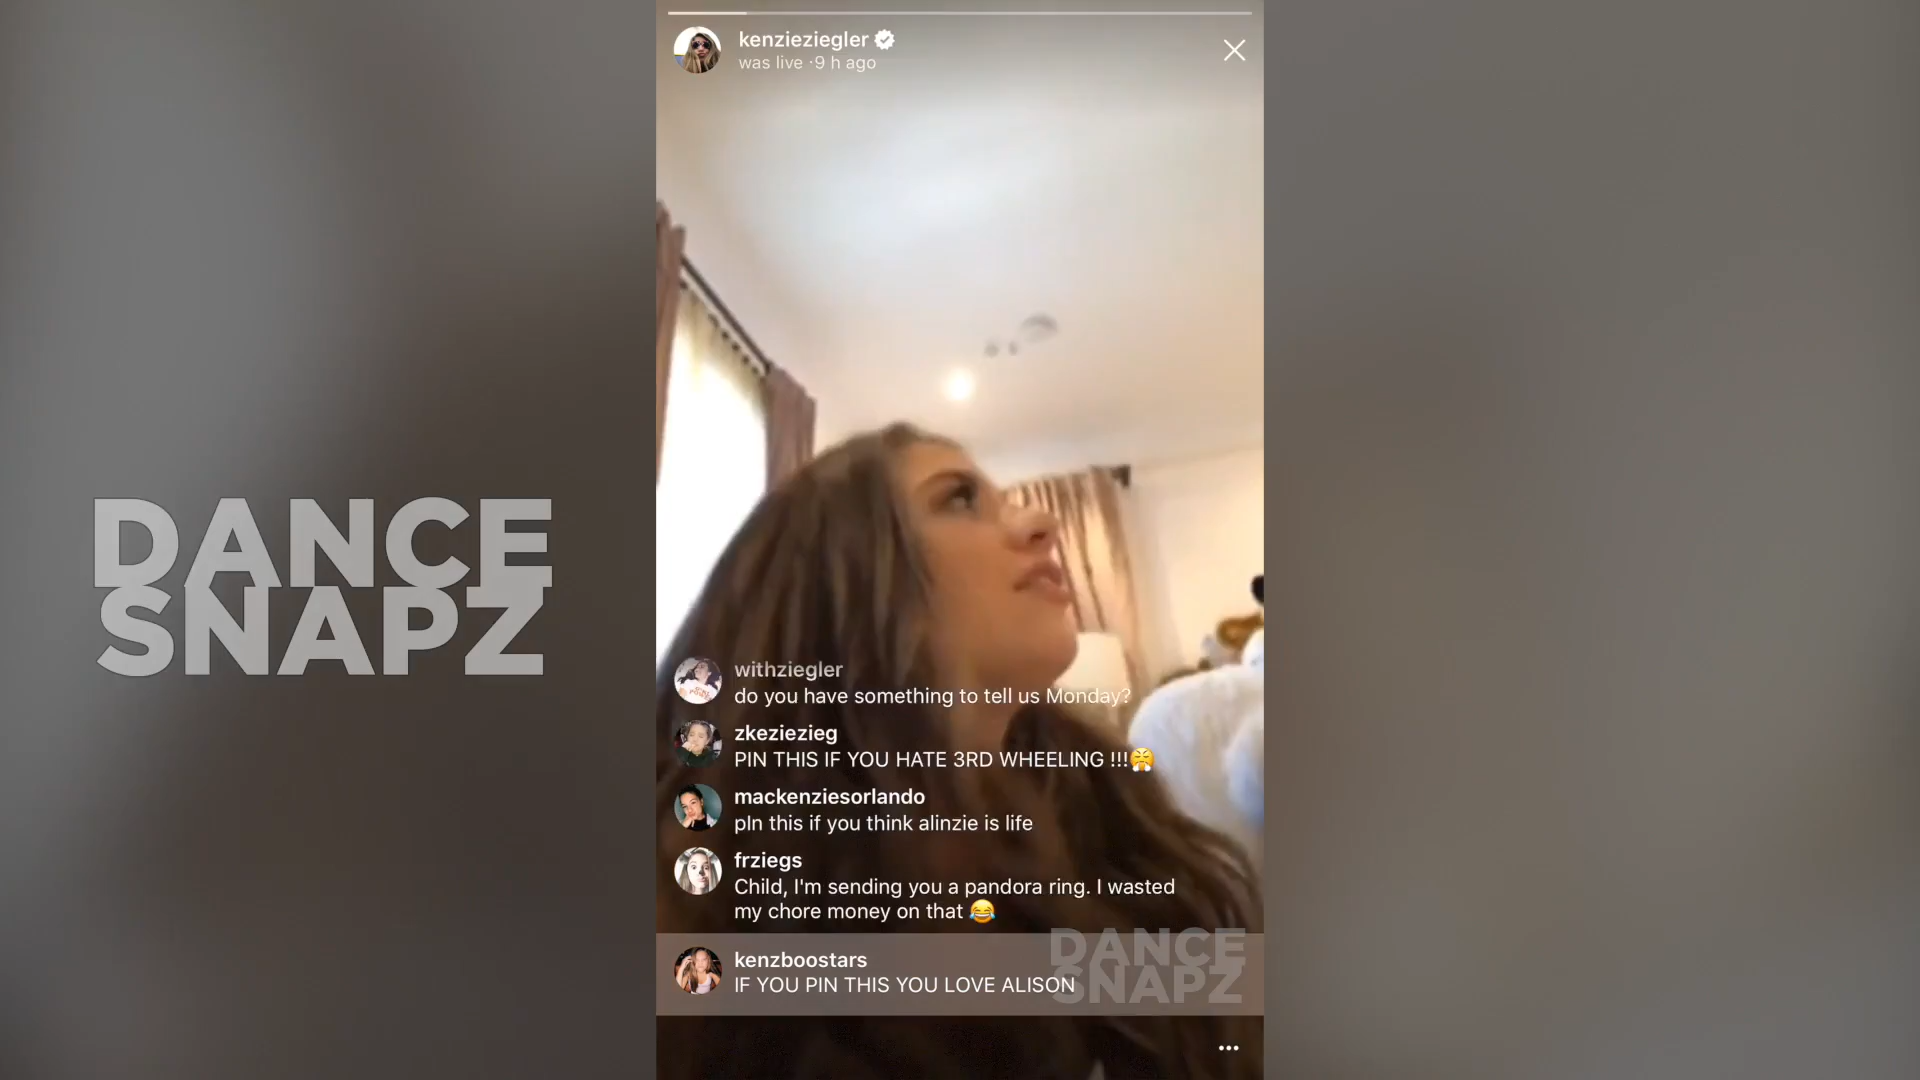 kenzieziegler
was live ·9 h ago
DANCE
SNAPZ
withziegler
do you have something to tell us Monday?
zkeziezieg
PIN THIS IF YOU HATE 3RD WHEELING !!!😤
mackenziesorlando
pln this if you think alinzie is life
frziegs
Child, I'm sending you a pandora ring. I wasted
my chore money on that 😂
kenzboostars
IF YOU PIN THIS YOU LOVE ALISON
DANCE
SNAPZ